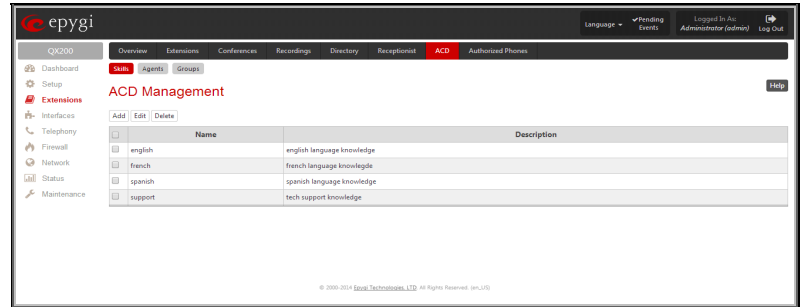 epygi
Language
Pending Events
Logged In As: Administrator (admin)
Log Out
QX200
Overview Extensions Conferences Recordings Directory Receptionist ACD Authorized Phones
Dashboard
Setup
Extensions
Interfaces
Telephony
Firewall
Network
Status
Maintenance
Skills Agents Groups
Help
ACD Management
Add Edit Delete
Name Description
english english language knowledge
french french language knowlegde
spanish spanish language knowledge
support tech support knowledge
© 2000-2014 Epygi Technologies, LTD. All Rights Reserved. (en_US)